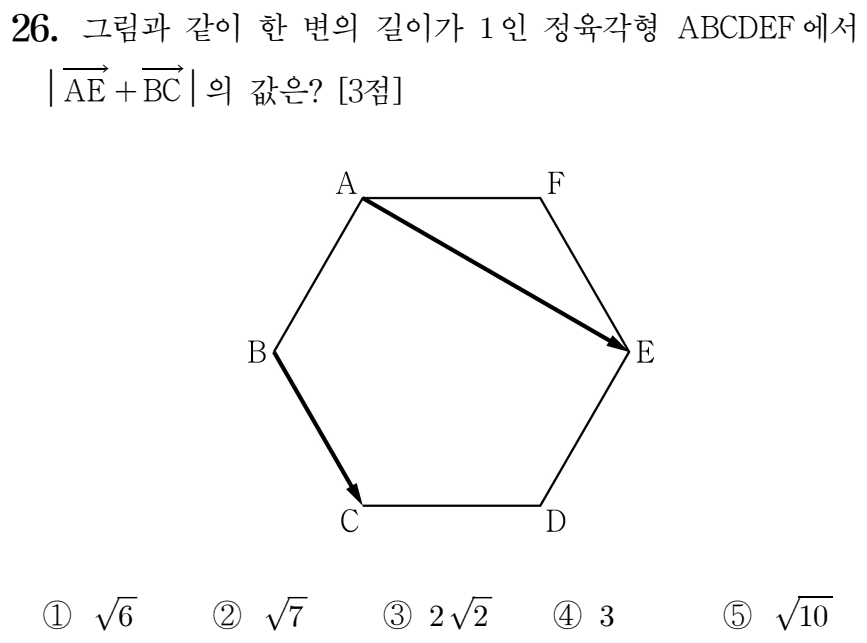 26. 그림과 같이 한 변의 길이가 1인 정육각형 ABCDEF에서
|\overrightarrow{AE}+\overrightarrow{BC}|의 값은? [3점]
A F
B E
C D
① √6 ② √7 ③ 2√2 ④ 3 ⑤ √10